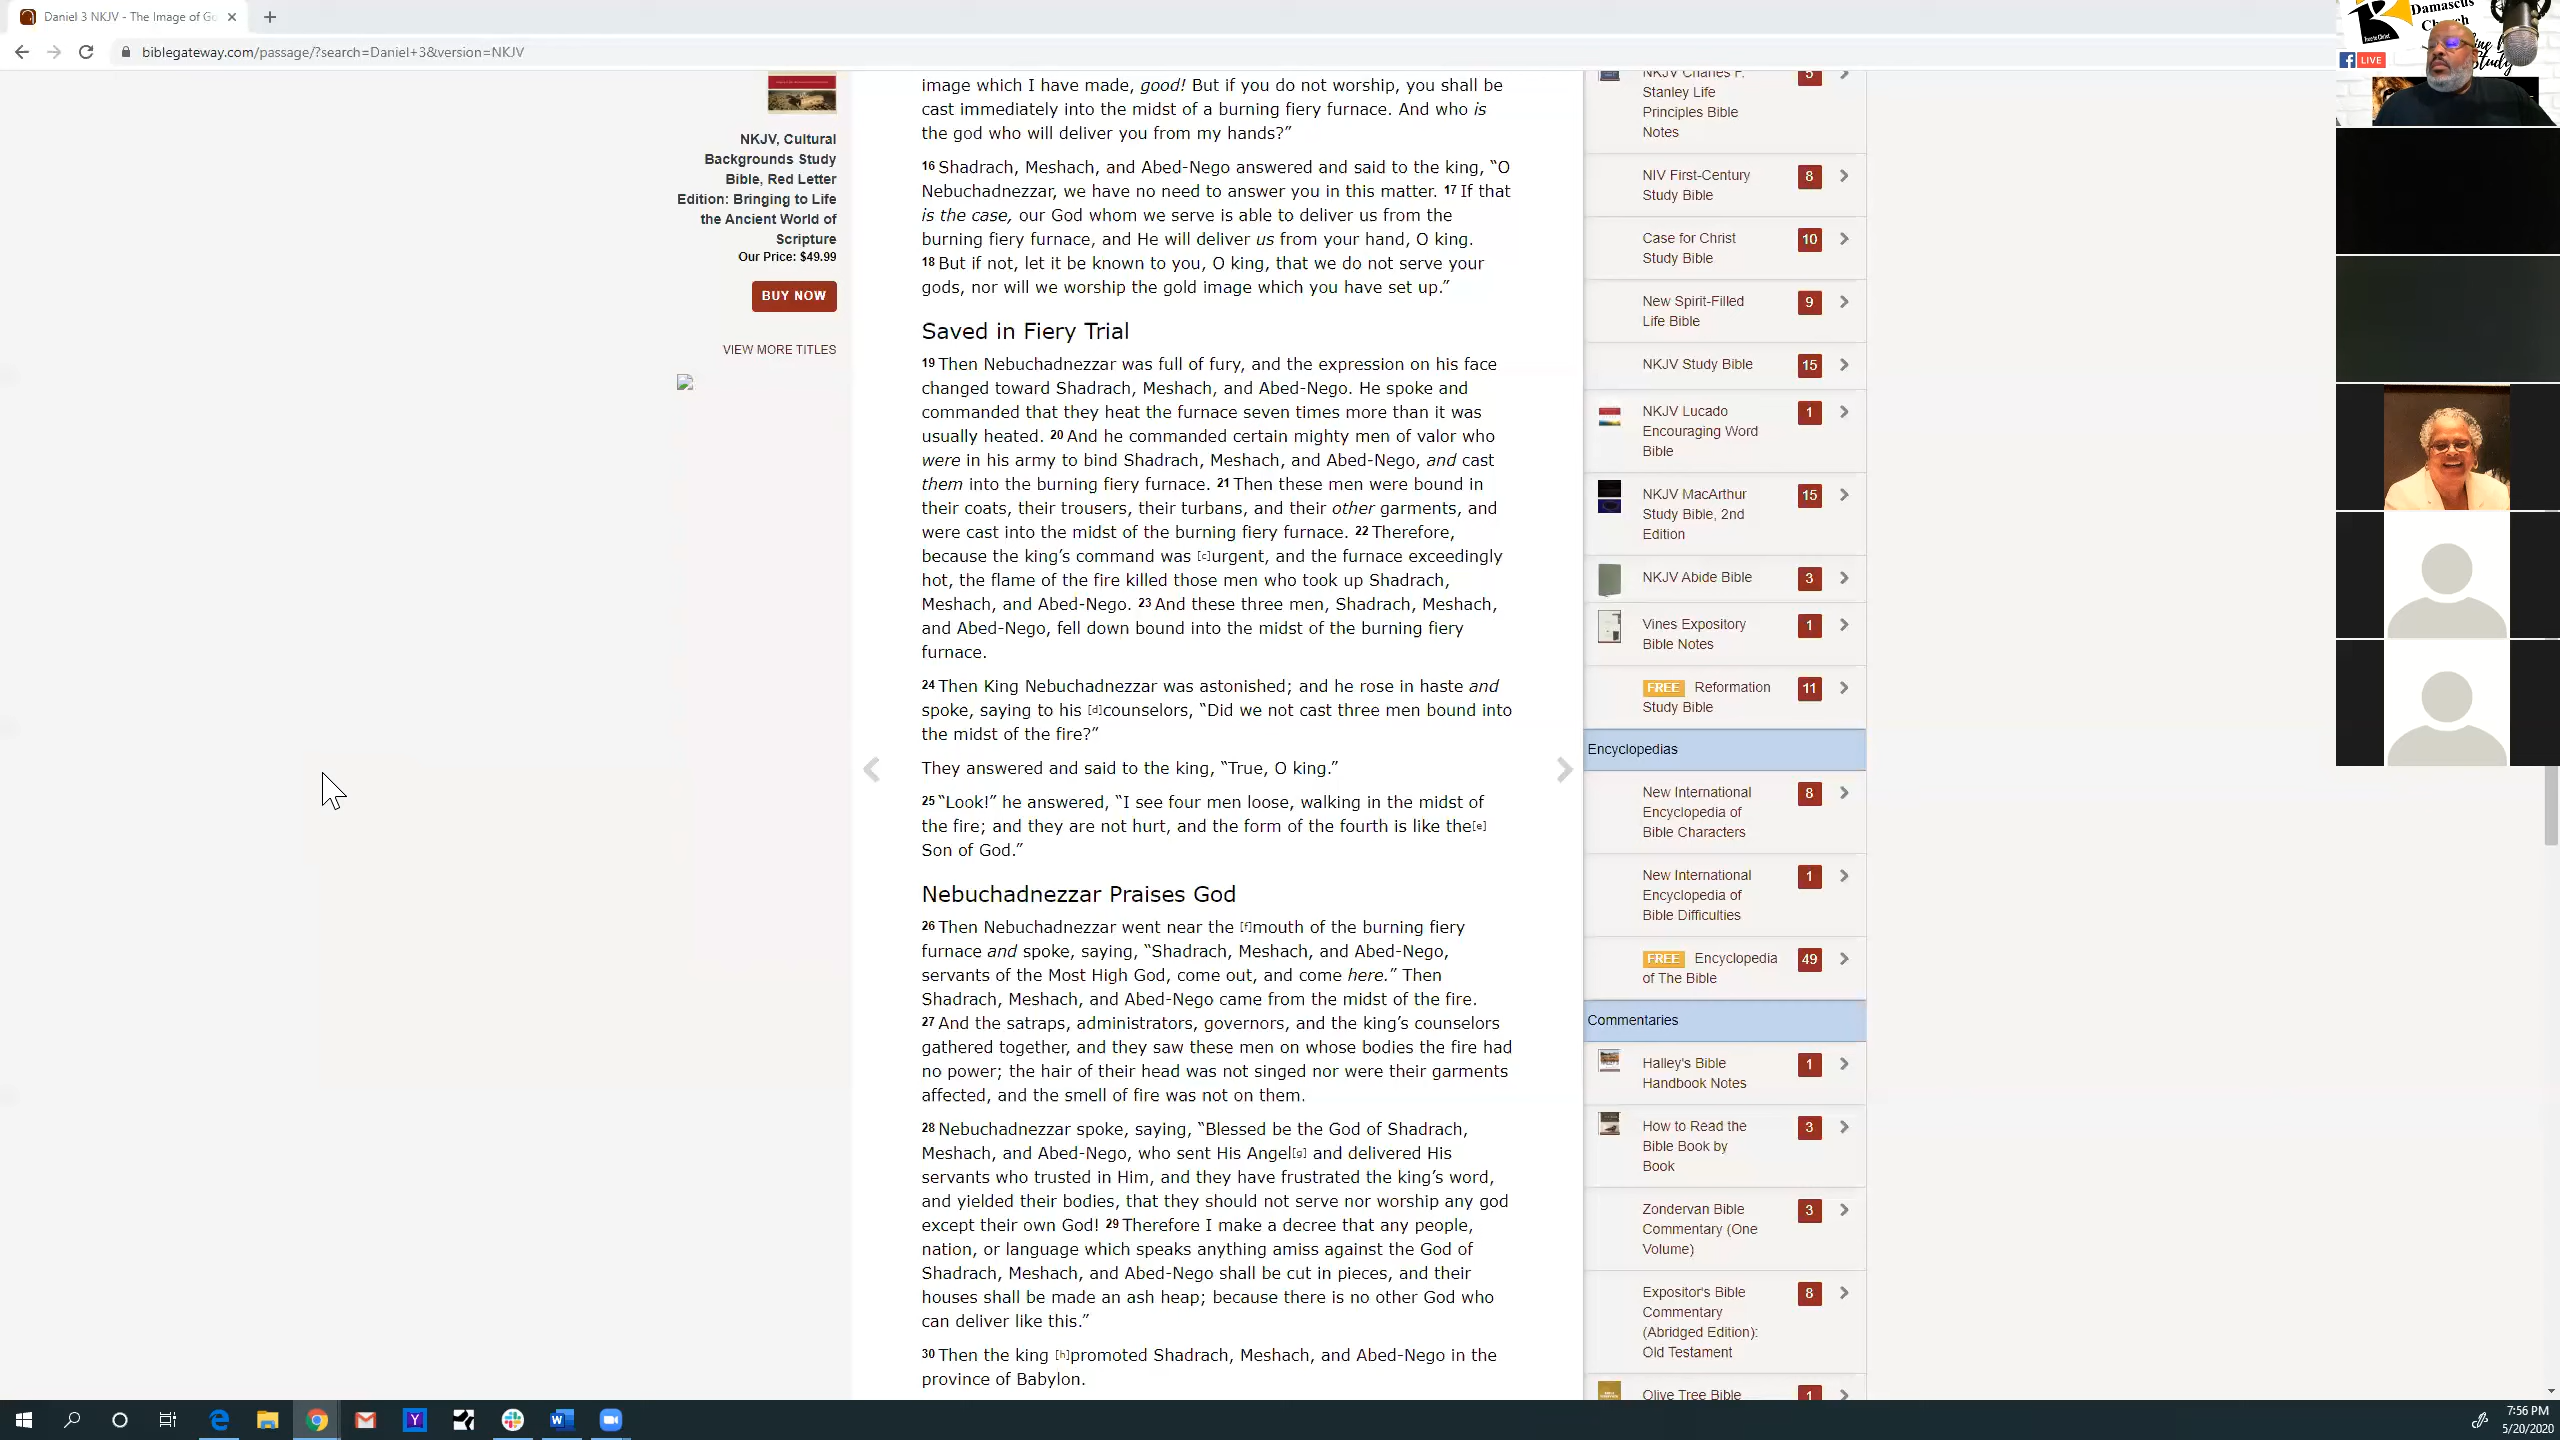 Daniel 3 NKJV - The Image of Go
biblegateway.com/passage/?search=Daniel+3&version=NKJV
NKJV, Cultural
Backgrounds Study
Bible, Red Letter
Edition: Bringing to Life
the Ancient World of
Scripture
Our Price: $49.99
BUY NOW
VIEW MORE TITLES
image which I have made, good! But if you do not worship, you shall be
cast immediately into the midst of a burning fiery furnace. And who is
the god who will deliver you from my hands?”
16 Shadrach, Meshach, and Abed-Nego answered and said to the king, “O
Nebuchadnezzar, we have no need to answer you in this matter. 17 If that
is the case, our God whom we serve is able to deliver us from the
burning fiery furnace, and He will deliver us from your hand, O king.
18 But if not, let it be known to you, O king, that we do not serve your
gods, nor will we worship the gold image which you have set up.”
Saved in Fiery Trial
19 Then Nebuchadnezzar was full of fury, and the expression on his face
changed toward Shadrach, Meshach, and Abed-Nego. He spoke and
commanded that they heat the furnace seven times more than it was
usually heated. 20 And he commanded certain mighty men of valor who
were in his army to bind Shadrach, Meshach, and Abed-Nego, and cast
them into the burning fiery furnace. 21 Then these men were bound in
their coats, their trousers, their turbans, and their other garments, and
were cast into the midst of the burning fiery furnace. 22 Therefore,
because the king’s command was [c]urgent, and the furnace exceedingly
hot, the flame of the fire killed those men who took up Shadrach,
Meshach, and Abed-Nego. 23 And these three men, Shadrach, Meshach,
and Abed-Nego, fell down bound into the midst of the burning fiery
furnace.
24 Then King Nebuchadnezzar was astonished; and he rose in haste and
spoke, saying to his [d]counselors, “Did we not cast three men bound into
the midst of the fire?”
They answered and said to the king, “True, O king.”
25 “Look!” he answered, “I see four men loose, walking in the midst of
the fire; and they are not hurt, and the form of the fourth is like the[e]
Son of God.”
Nebuchadnezzar Praises God
26 Then Nebuchadnezzar went near the [f]mouth of the burning fiery
furnace and spoke, saying, “Shadrach, Meshach, and Abed-Nego,
servants of the Most High God, come out, and come here.” Then
Shadrach, Meshach, and Abed-Nego came from the midst of the fire.
27 And the satraps, administrators, governors, and the king’s counselors
gathered together, and they saw these men on whose bodies the fire had
no power; the hair of their head was not singed nor were their garments
affected, and the smell of fire was not on them.
28 Nebuchadnezzar spoke, saying, “Blessed be the God of Shadrach,
Meshach, and Abed-Nego, who sent His Angel[g] and delivered His
servants who trusted in Him, and they have frustrated the king’s word,
and yielded their bodies, that they should not serve nor worship any god
except their own God! 29 Therefore I make a decree that any people,
nation, or language which speaks anything amiss against the God of
Shadrach, Meshach, and Abed-Nego shall be cut in pieces, and their
houses shall be made an ash heap; because there is no other God who
can deliver like this.”
30 Then the king [h]promoted Shadrach, Meshach, and Abed-Nego in the
province of Babylon.
NKJV Charles F. 5
Stanley Life
Principles Bible
Notes
NIV First-Century 8
Study Bible
Case for Christ 10
Study Bible
New Spirit-Filled 9
Life Bible
NKJV Study Bible 15
NKJV Lucado 1
Encouraging Word
Bible
NKJV MacArthur 15
Study Bible, 2nd
Edition
NKJV Abide Bible 3
Vines Expository 1
Bible Notes
FREE Reformation 11
Study Bible
Encyclopedias
New International 8
Encyclopedia of
Bible Characters
New International 1
Encyclopedia of
Bible Difficulties
FREE Encyclopedia 49
of The Bible
Commentaries
Halley's Bible 1
Handbook Notes
How to Read the 3
Bible Book by
Book
Zondervan Bible 3
Commentary (One
Volume)
Expositor's Bible 8
Commentary
(Abridged Edition):
Old Testament
Olive Tree Bible 1
Damascus
Church
Study
LIVE
7:56 PM
5/20/2020